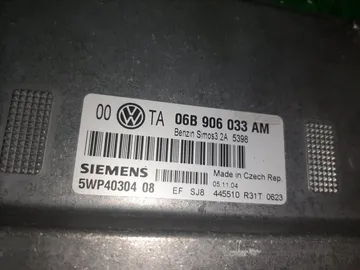 00 TA 06B 906 033 AM
Benzin Simos3.2A 5398
SIEMENS
Made in Czech Rep.
5WP40304 08
05.11.04
EF SJ8 445510 R31T 0623